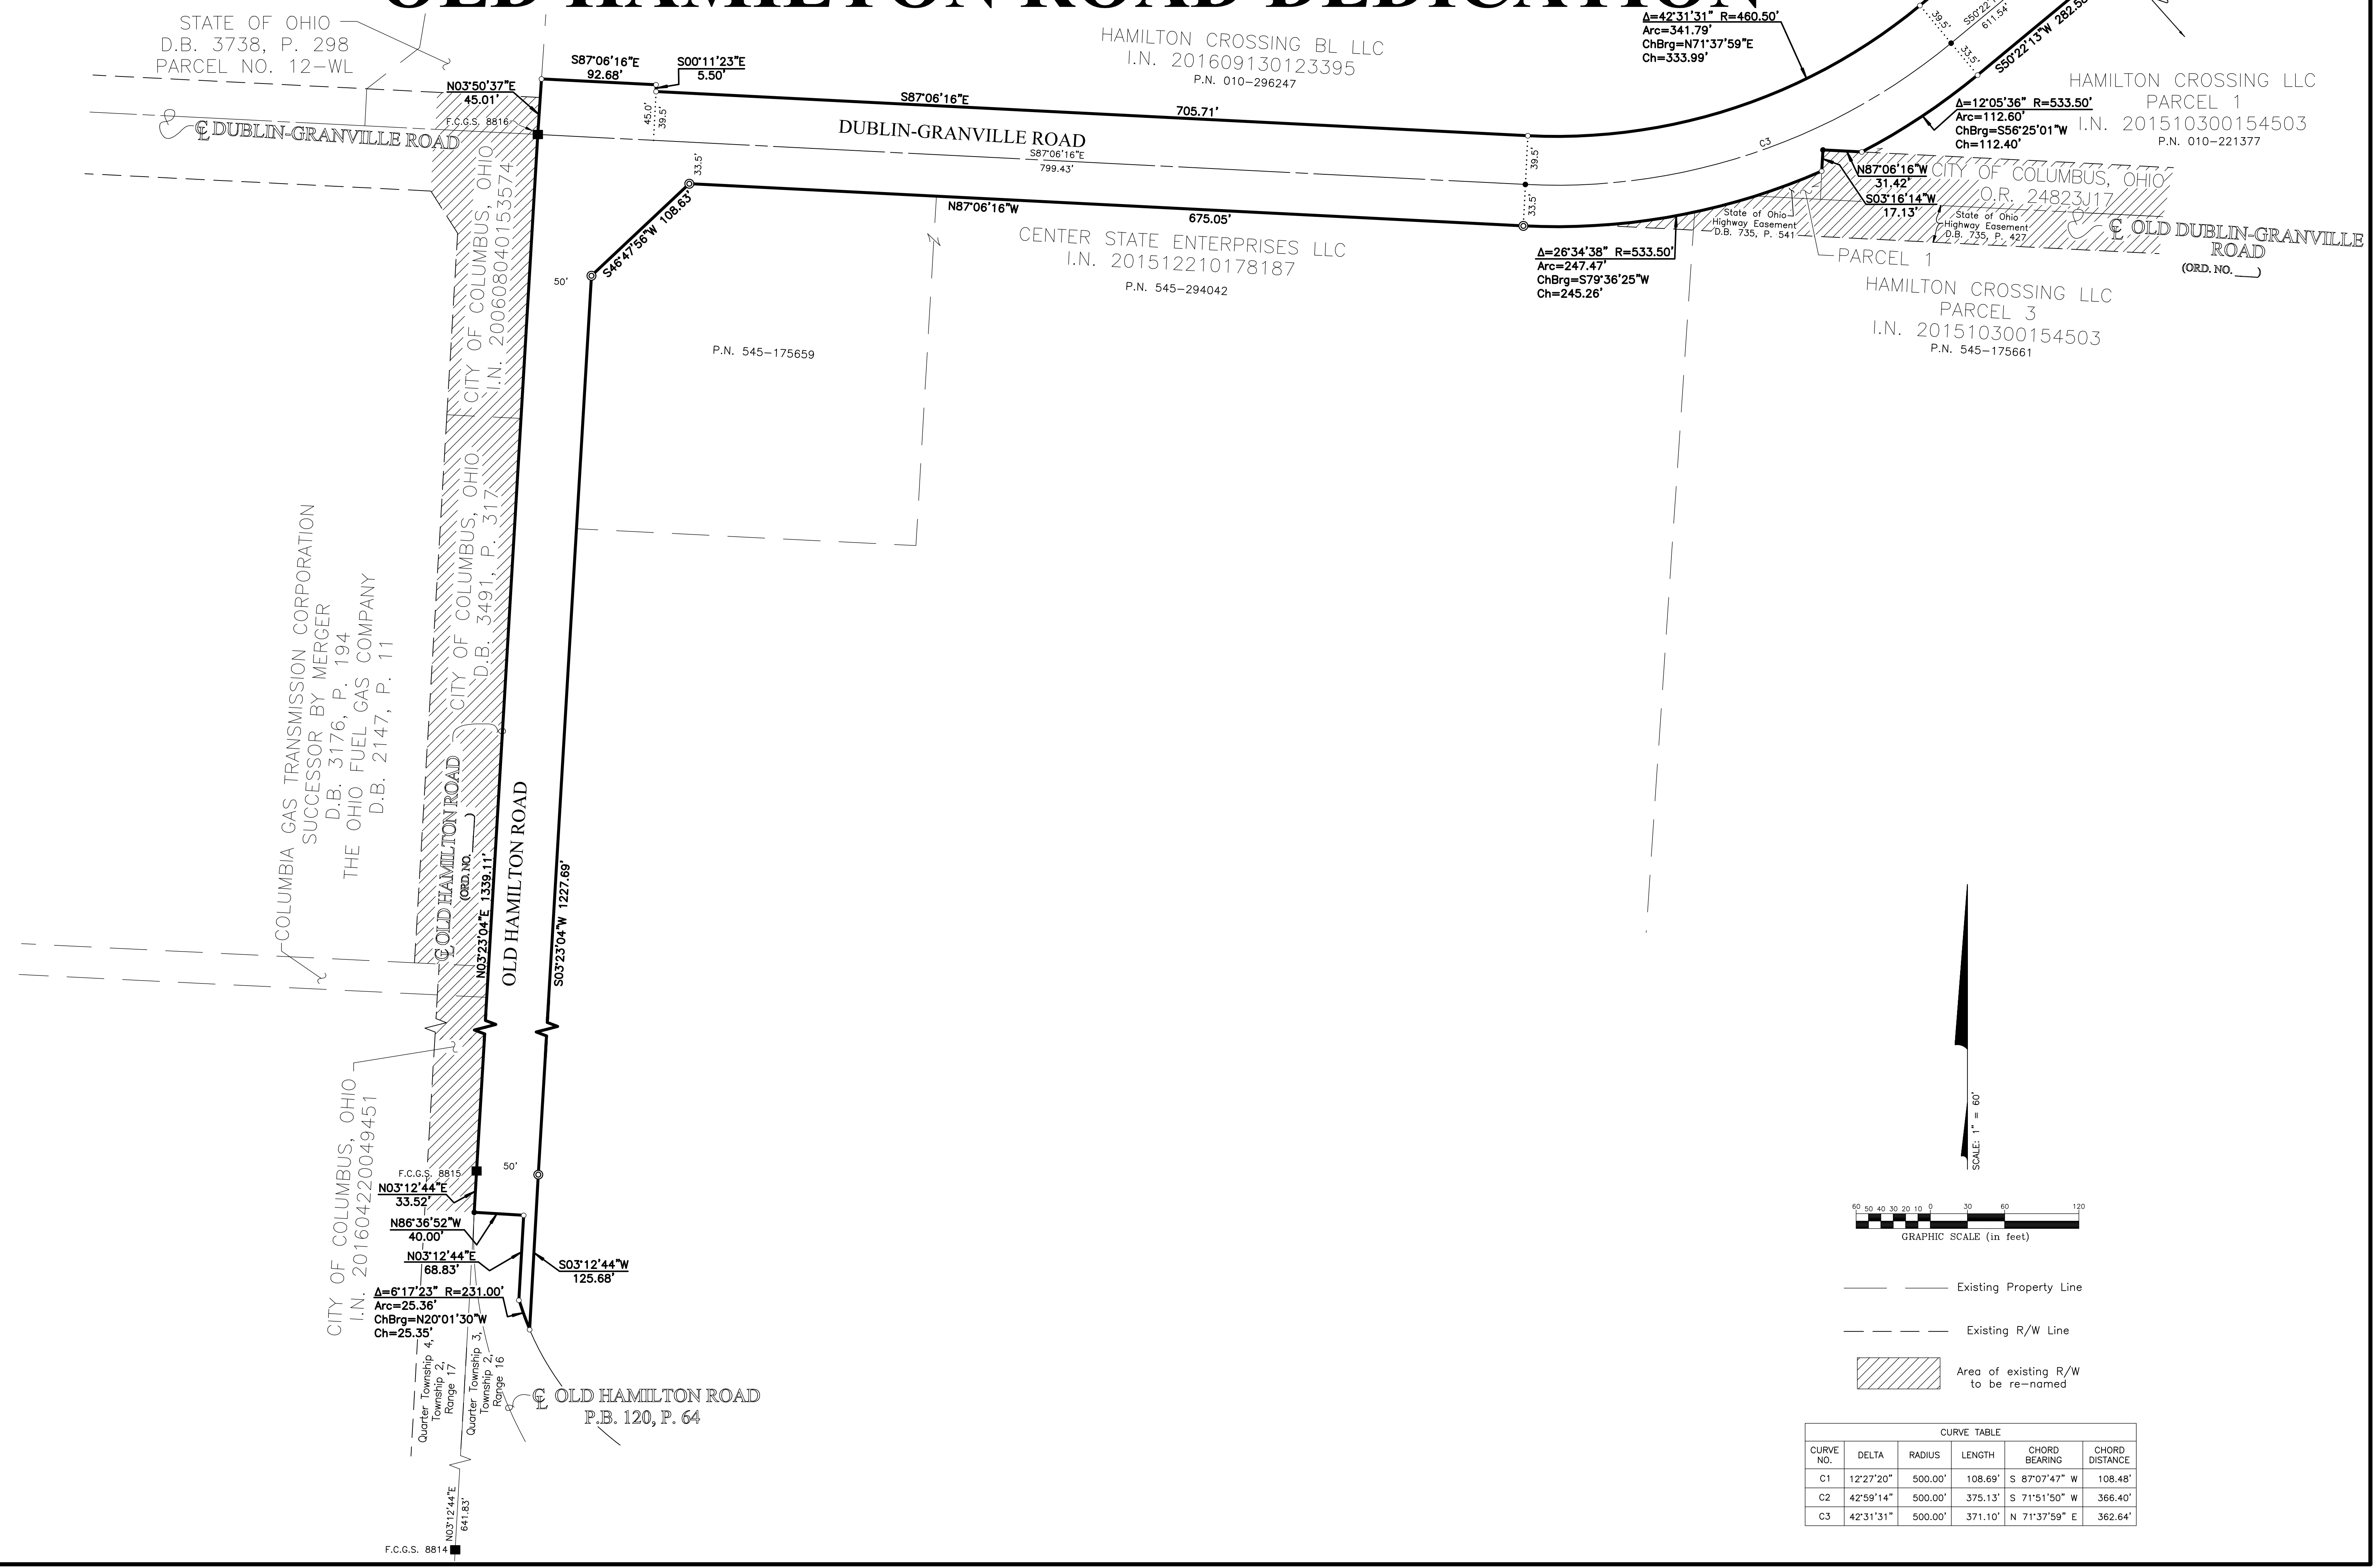 OLD HAMILTON ROAD DEDICATION
STATE OF OHIO
D.B. 3738, P. 298
PARCEL NO. 12-WL
N03°50'37"E
45.01'
F.C.G.S. 8816
℄ DUBLIN-GRANVILLE ROAD
S87°06'16"E
92.68'
S00°11'23"E
5.50'
45.0'
39.5'
HAMILTON CROSSING BL LLC
I.N. 201609130123395
P.N. 010-296247
S87°06'16"E
705.71'
DUBLIN-GRANVILLE ROAD
S87°06'16"E
799.43'
39.5'
33.5'
33.5'
N87°06'16"W
675.05'
S46°47'56"W 108.63'
50'
Δ=42°31'31" R=460.50'
Arc=341.79'
ChBrg=N71°37'59"E
Ch=333.99'
C3
39.5'
33.5'
611.54'
S50°22'13"W 282.58'
HAMILTON CROSSING LLC
PARCEL 1
I.N. 201510300154503
P.N. 010-221377
Δ=12°05'36" R=533.50'
Arc=112.60'
ChBrg=S56°25'01"W
Ch=112.40'
N87°06'16"W
31.42'
S03°16'14"W
17.13'
CITY OF COLUMBUS, OHIO
O.R. 24823J17
State of Ohio
Highway Easement
D.B. 735, P. 541
State of Ohio
Highway Easement
D.B. 735, P. 427
℄ OLD DUBLIN-GRANVILLE
ROAD
(ORD. NO. ___)
PARCEL 1
HAMILTON CROSSING LLC
PARCEL 3
I.N. 201510300154503
P.N. 545-175661
Δ=26°34'38" R=533.50'
Arc=247.47'
ChBrg=S79°36'25"W
Ch=245.26'
CENTER STATE ENTERPRISES LLC
I.N. 201512210178187
P.N. 545-294042
P.N. 545-175659
CITY OF COLUMBUS, OHIO
I.N. 200608040153574
CITY OF COLUMBUS, OHIO
CITY OF COLUMBUS, OHIO
D.B. 3491, P. 317
COLUMBIA GAS TRANSMISSION CORPORATION
SUCCESSOR BY MERGER
D.B. 3176, P. 194
THE OHIO FUEL GAS COMPANY
D.B. 2147, P. 11
℄ OLD HAMILTON ROAD
(ORD. NO. ______)
N03°23'04"E 1339.11'
OLD HAMILTON ROAD
S03°23'04"W 1227.69'
CITY OF COLUMBUS, OHIO
I.N. 201604220049451
F.C.G.S. 8815
50'
N03°12'44"E
33.52'
N86°36'52"W
40.00'
N03°12'44"E
68.83'
S03°12'44"W
125.68'
Δ=6°17'23" R=231.00'
Arc=25.36'
ChBrg=N20°01'30"W
Ch=25.35'
Quarter Township 4,
Township 2,
Range 17
Quarter Township 3,
Township 2,
Range 16
℄ OLD HAMILTON ROAD
P.B. 120, P. 64
N03°12'44"E
641.83'
F.C.G.S. 8814
SCALE: 1" = 60'
60 50 40 30 20 10 0 30 60 120
GRAPHIC SCALE (in feet)
Existing Property Line
Existing R/W Line
Area of existing R/W
to be re-named
CURVE TABLE
CURVE NO. DELTA RADIUS LENGTH CHORD BEARING CHORD DISTANCE
C1 12°27'20" 500.00' 108.69' S 87°07'47" W 108.48'
C2 42°59'14" 500.00' 375.13' S 71°51'50" W 366.40'
C3 42°31'31" 500.00' 371.10' N 71°37'59" E 362.64'